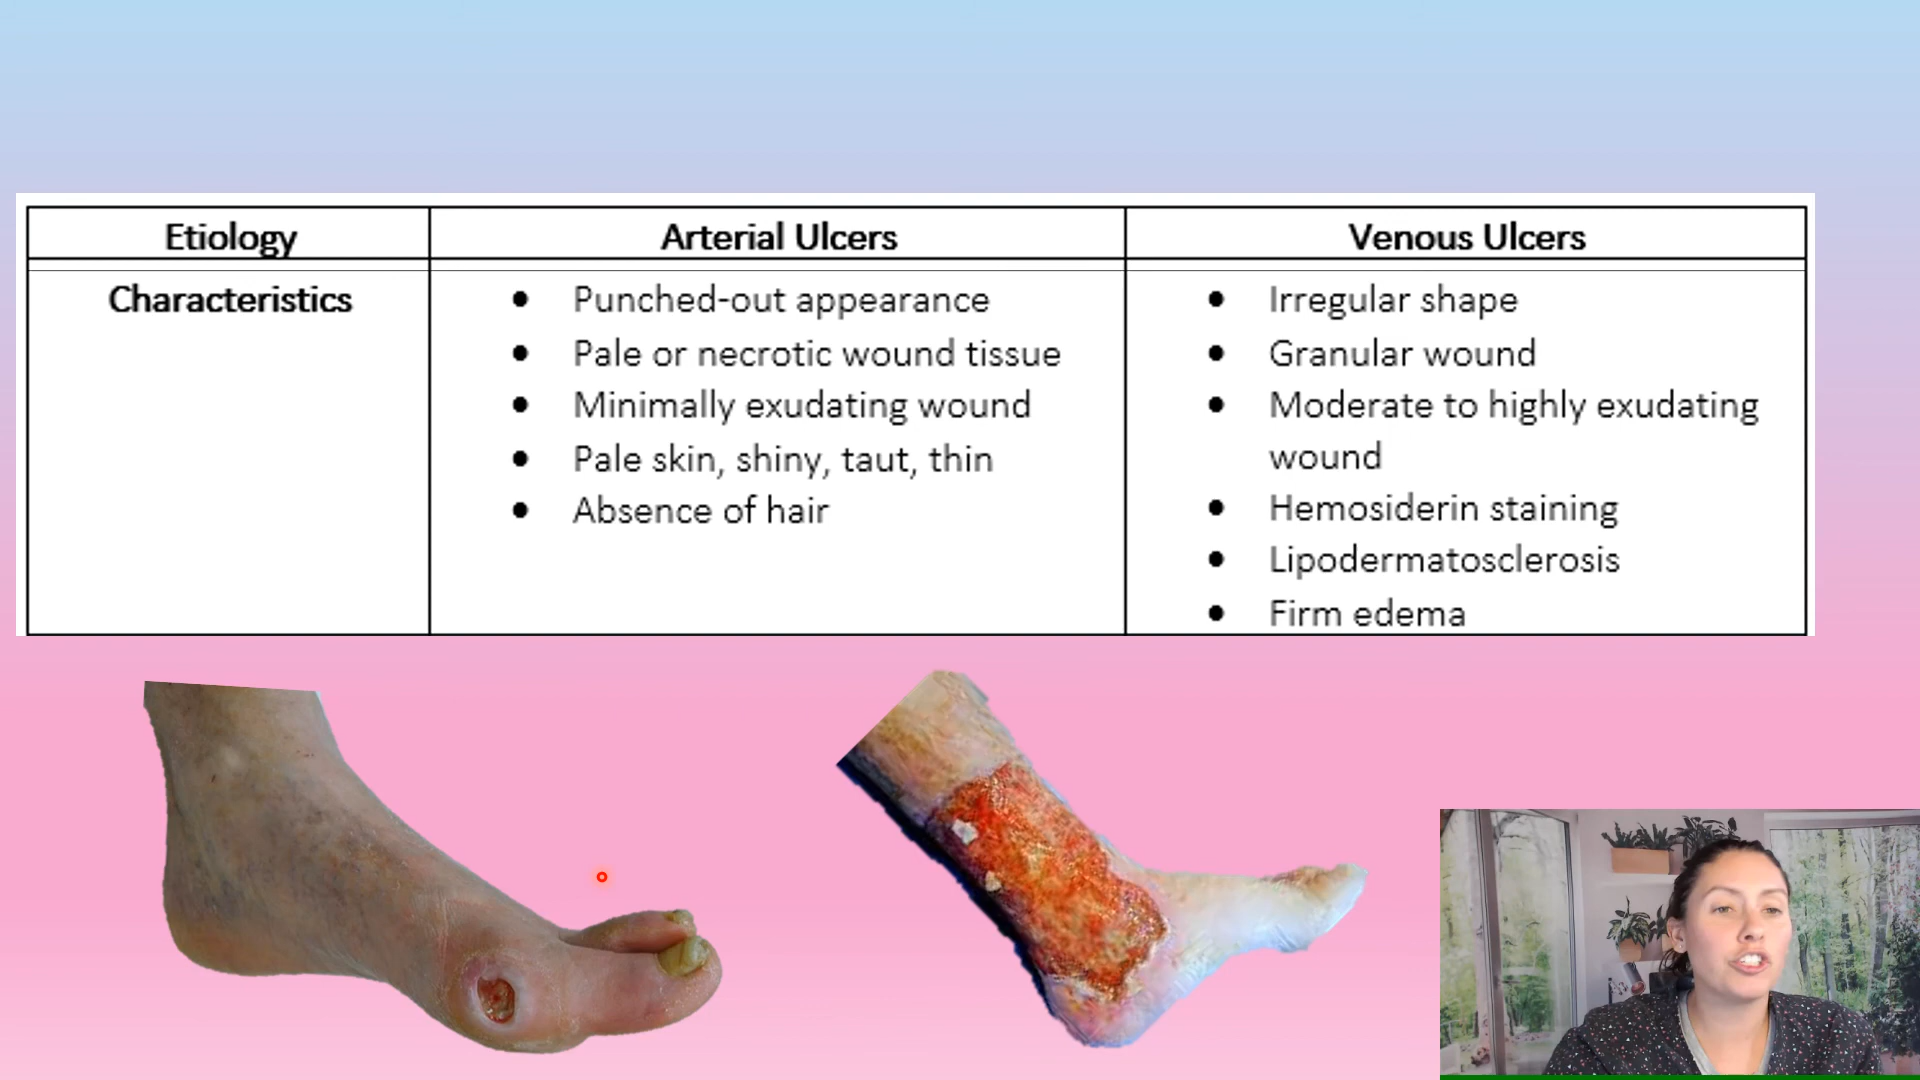 Etiology Arterial Ulcers Venous Ulcers
Characteristics
Punched-out appearance
Pale or necrotic wound tissue
Minimally exudating wound
Pale skin, shiny, taut, thin
Absence of hair
Irregular shape
Granular wound
Moderate to highly exudating
wound
Hemosiderin staining
Lipodermatosclerosis
Firm edema